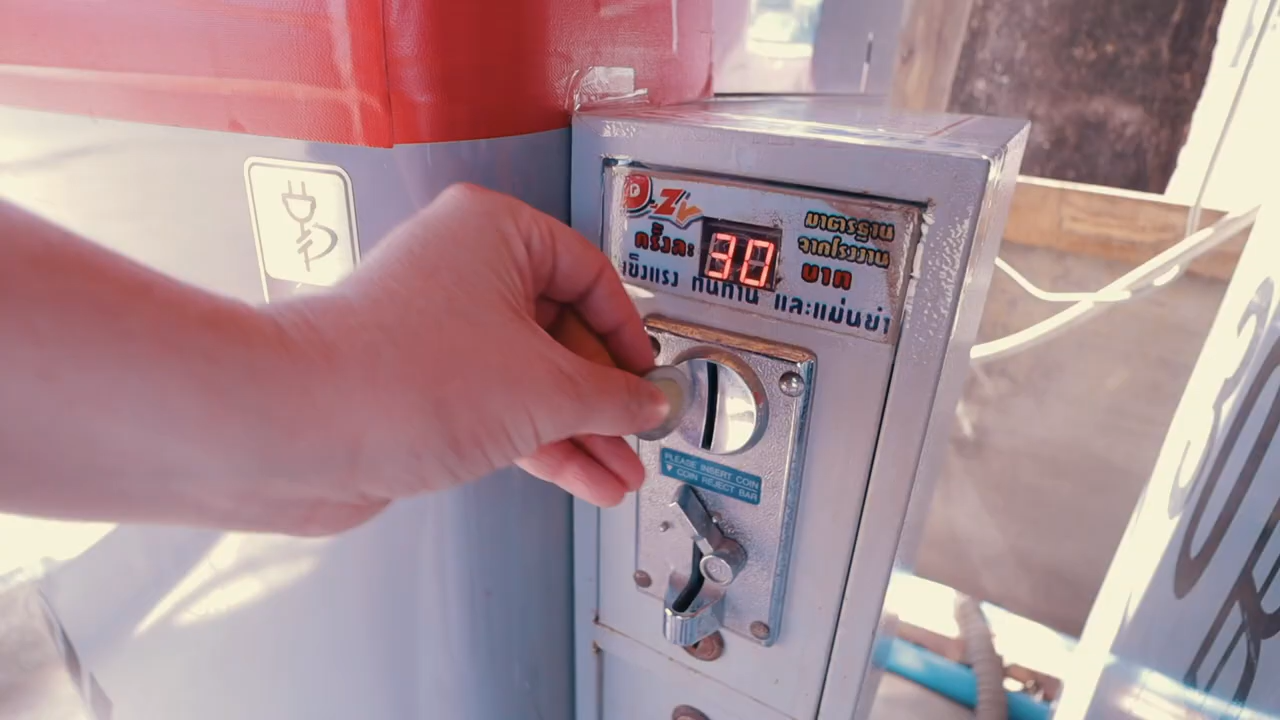 D-Zy
มาตรฐาน
จากโรงงาน
ครั้งละ 30 บาท
แข็งแรง ทนทาน และแม่นยำ
PLEASE INSERT COIN
▼ COIN REJECT BAR